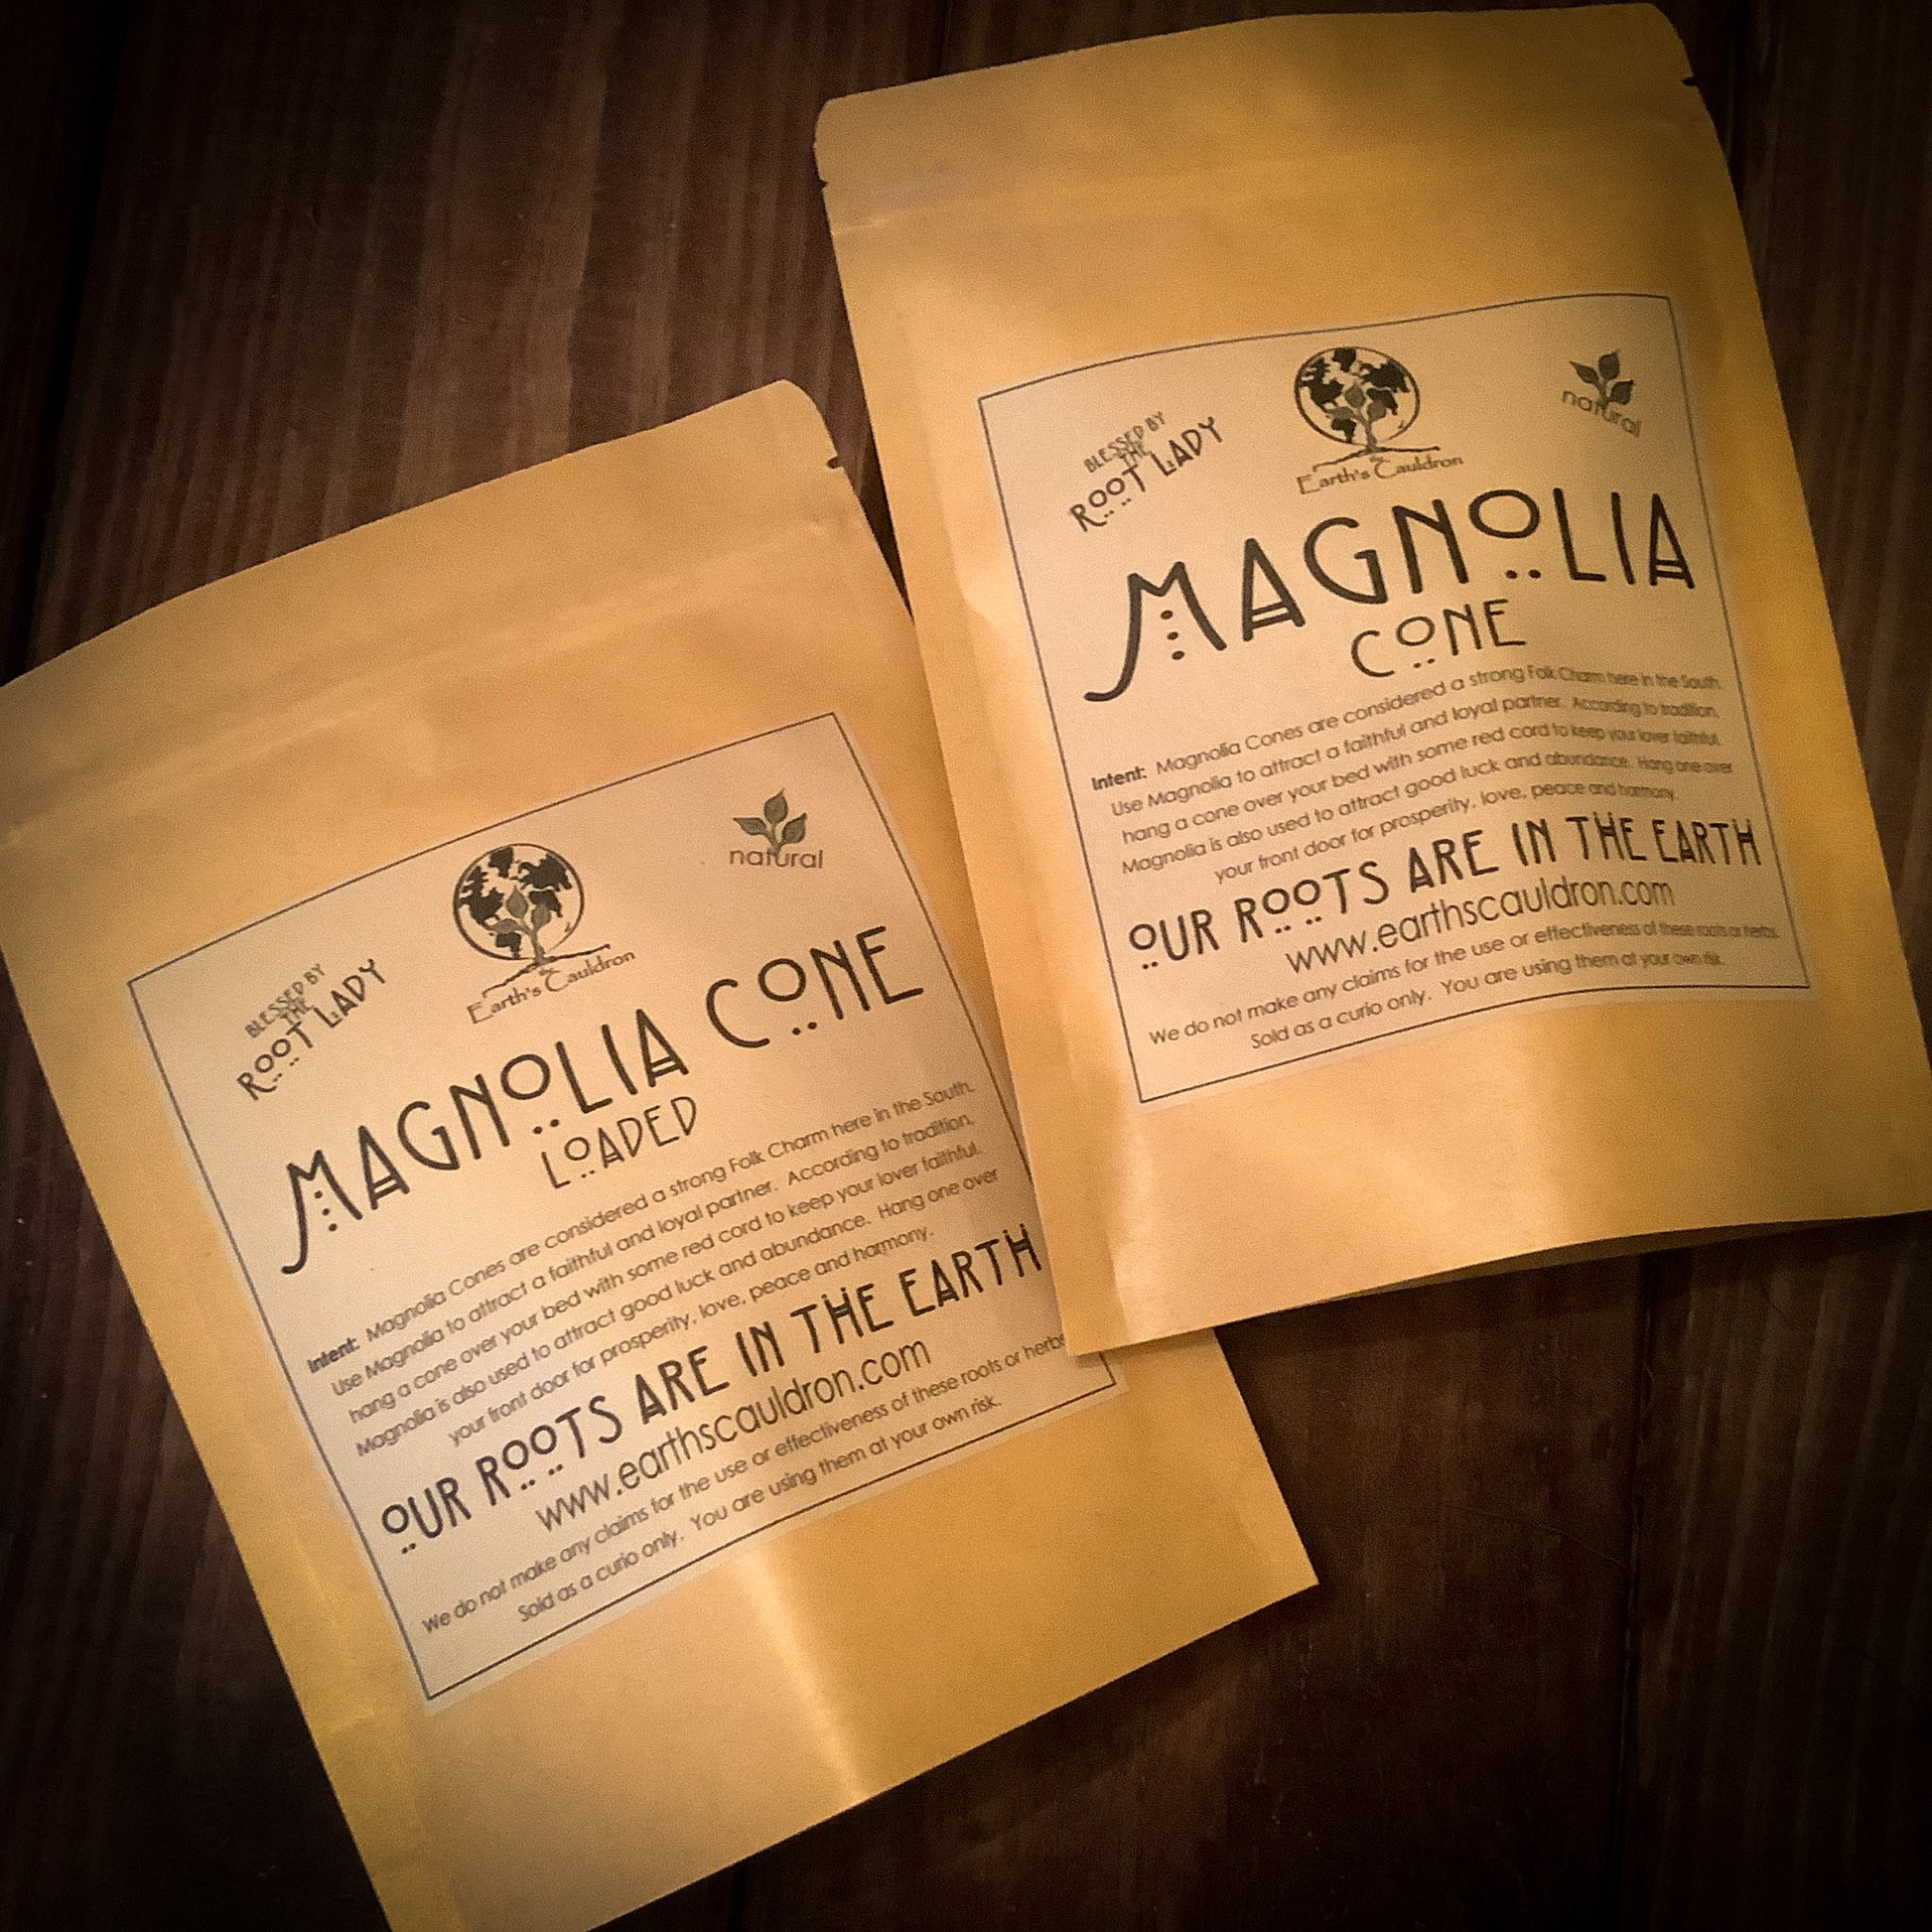 BLESSED BY
THE
ROOT LADY
Earth's Cauldron
natural
MAGNOLIA CONE
LOADED
Intent: Magnolia Cones are considered a strong Folk Charm here in the South.
Use Magnolia to attract a faithful and loyal partner. According to tradition,
hang a cone over your bed with some red cord to keep your lover faithful.
Magnolia is also used to attract good luck and abundance. Hang one over
your front door for prosperity, love, peace and harmony.
OUR ROOTS ARE IN THE EARTH
www.earthscauldron.com
We do not make any claims for the use or effectiveness of these roots or herbs
Sold as a curio only. You are using them at your own risk.
BLESSED BY
THE
ROOT LADY
Earth's Cauldron
natural
MAGNOLIA
CONE
Intent: Magnolia Cones are considered a strong Folk Charm here in the South.
Use Magnolia to attract a faithful and loyal partner. According to tradition,
hang a cone over your bed with some red cord to keep your lover faithful.
Magnolia is also used to attract good luck and abundance. Hang one over
your front door for prosperity, love, peace and harmony.
OUR ROOTS ARE IN THE EARTH
www.earthscauldron.com
We do not make any claims for the use or effectiveness of these roots or herbs.
Sold as a curio only. You are using them at your own risk.